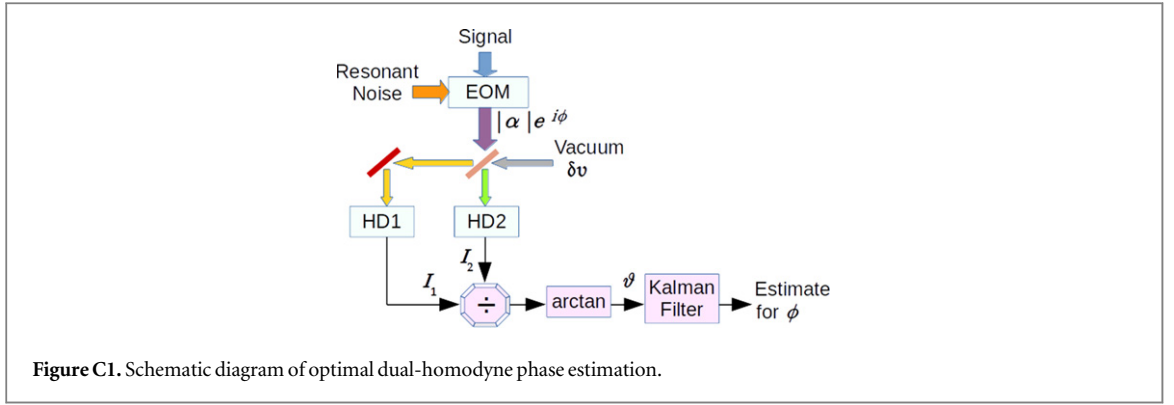 Signal
Resonant
Noise
EOM
|α|e^{iϕ}
Vacuum
δv
HD1
HD2
I₂
I₁
÷
arctan
ϑ
Kalman
Filter
Estimate
for ϕ
Figure C1. Schematic diagram of optimal dual-homodyne phase estimation.